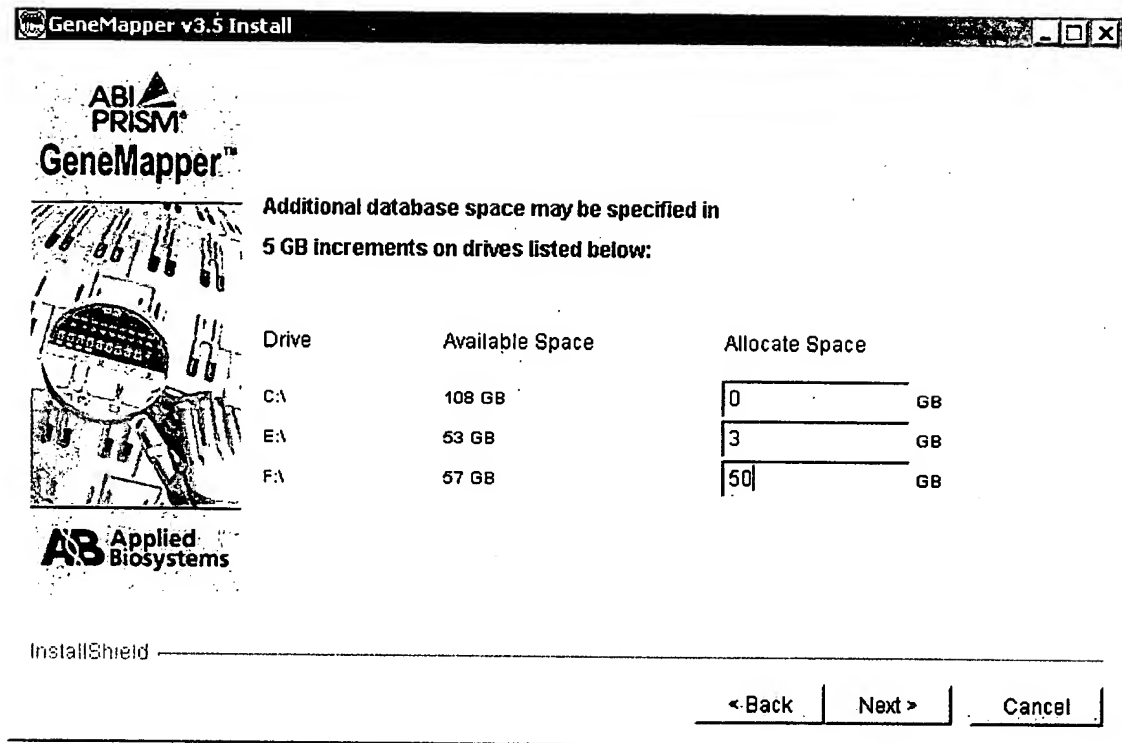 GeneMapper v3.5 Install
ABI
PRISM®
GeneMapper™
Additional database space may be specified in
5 GB increments on drives listed below:
Drive Available Space Allocate Space
C:\ 108 GB 0 GB
E:\ 53 GB 3 GB
F:\ 57 GB 50 GB
AB Applied
Biosystems
InstallShield
< Back Next > Cancel